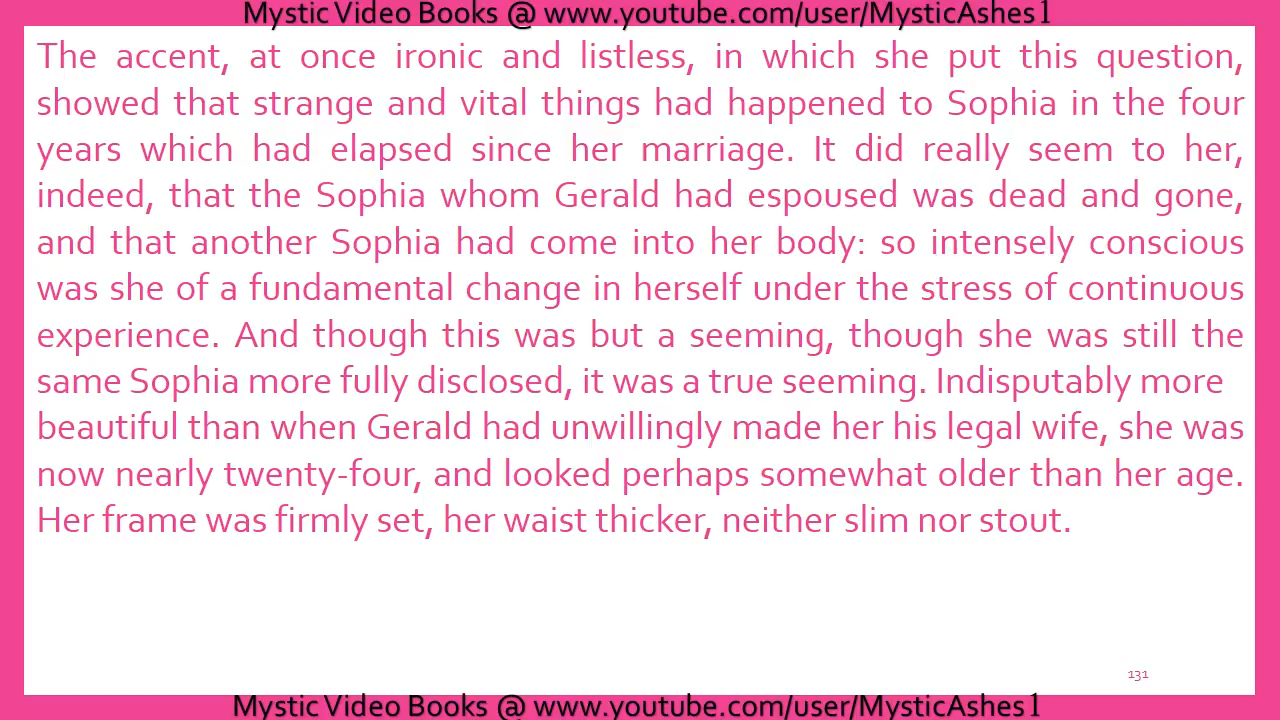 Mystic Video Books @ www.youtube.com/user/MysticAshes1
The accent, at once ironic and listless, in which she put this question,
showed that strange and vital things had happened to Sophia in the four
years which had elapsed since her marriage. It did really seem to her,
indeed, that the Sophia whom Gerald had espoused was dead and gone,
and that another Sophia had come into her body: so intensely conscious
was she of a fundamental change in herself under the stress of continuous
experience. And though this was but a seeming, though she was still the
same Sophia more fully disclosed, it was a true seeming. Indisputably more
beautiful than when Gerald had unwillingly made her his legal wife, she was
now nearly twenty-four, and looked perhaps somewhat older than her age.
Her frame was firmly set, her waist thicker, neither slim nor stout.
131
Mystic Video Books @ www.youtube.com/user/MysticAshes1